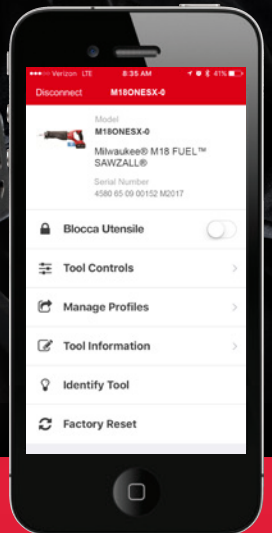 Verizon LTE 8:35 AM 41%
Disconnect M18ONESX-0
Model
M18ONESX-0
Milwaukee® M18 FUEL™
SAWZALL®
Serial Number
4580 65 09 00152 M2017
Blocca Utensile
Tool Controls
Manage Profiles
Tool Information
Identify Tool
Factory Reset